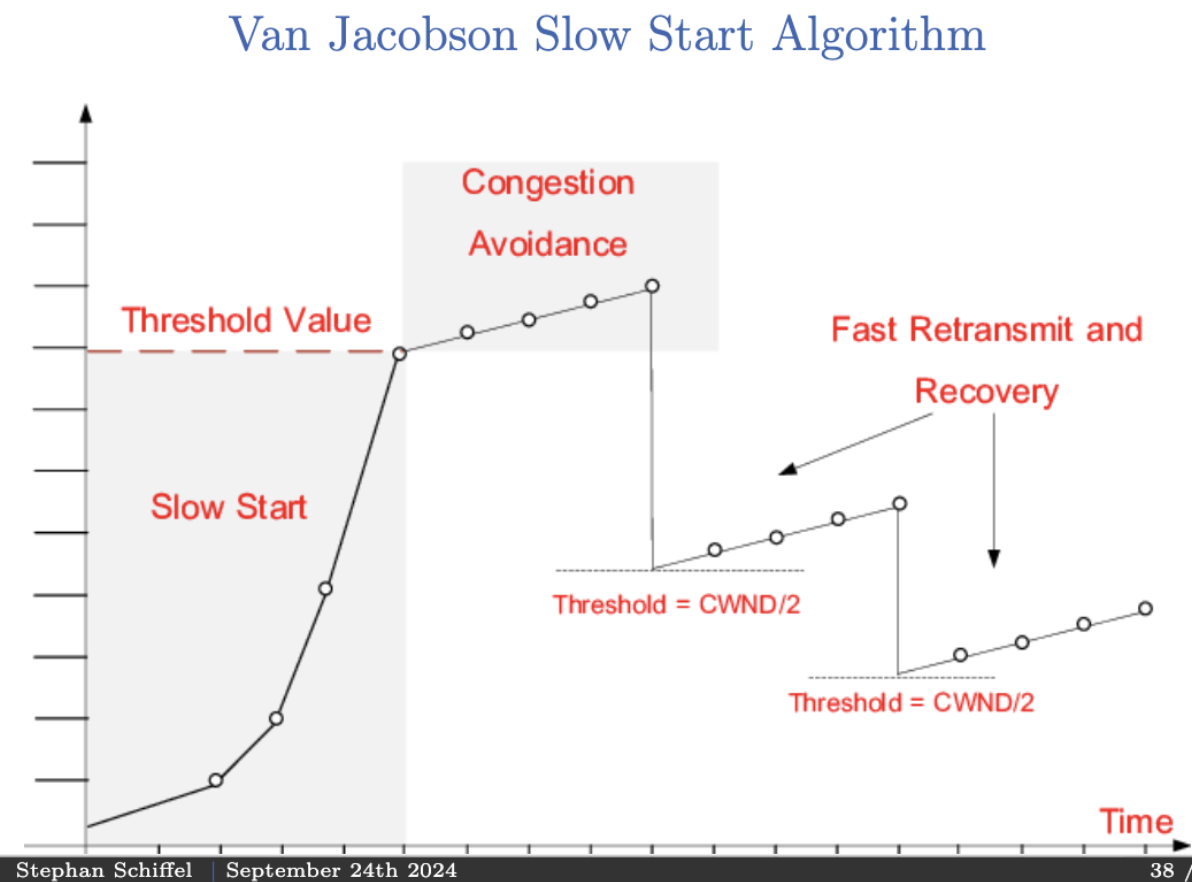 Van Jacobson Slow Start Algorithm
Congestion
Avoidance
Threshold Value
Fast Retransmit and
Recovery
Slow Start
Threshold = CWND/2
Threshold = CWND/2
Time
Stephan Schiffel | September 24th 2024
38 /